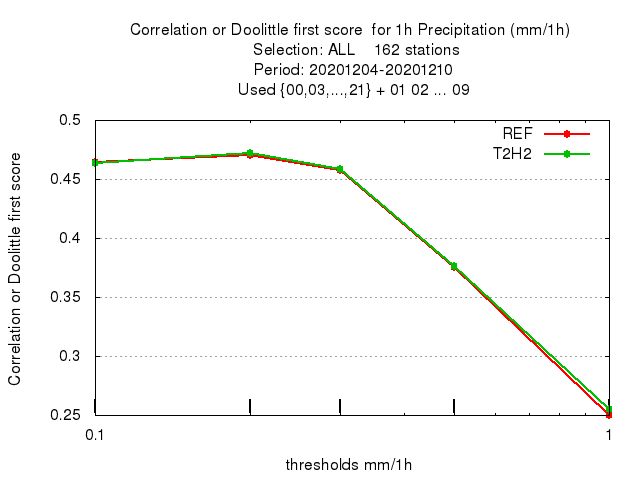 Correlation or Doolittle first score  for 1h Precipitation (mm/1h)
Selection: ALL    162 stations
Period: 20201204-20201210
Used {00,03,...,21} + 01 02 ... 09
REF
T2H2
0.5
0.45
0.4
0.35
0.3
0.25
Correlation or Doolittle first score
0.1
1
thresholds mm/1h